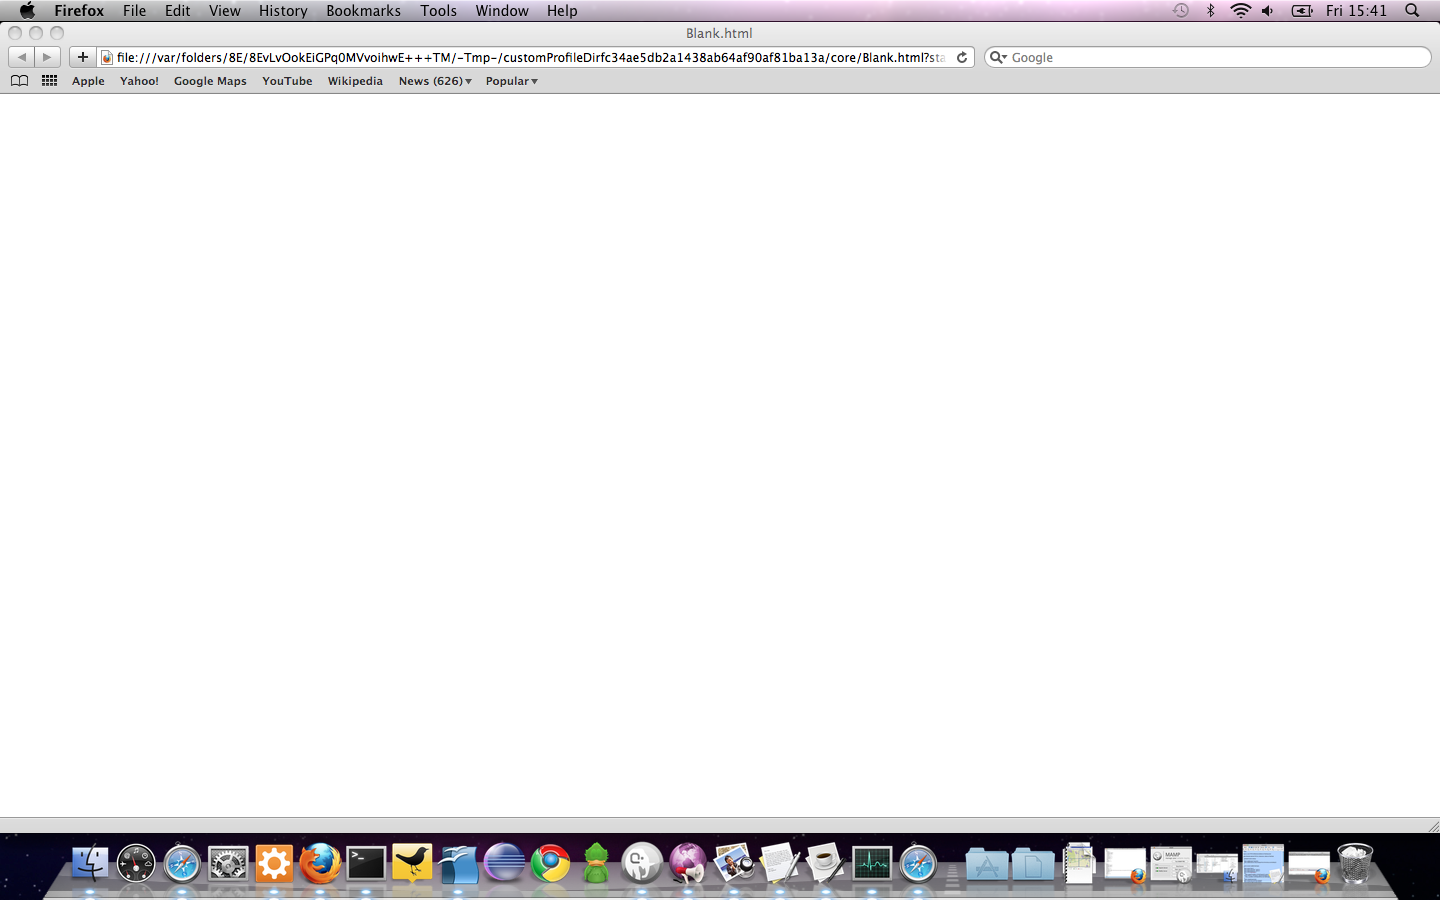 Firefox File Edit View History Bookmarks Tools Window Help Fri 15:41
Blank.html
file:///var/folders/8E/8EvLvOokEiGPq0MVvoihwE+++TM/-Tmp-/customProfileDirfc34ae5db2a1438ab64af90af81ba13a/core/Blank.html?sta Google
Apple Yahoo! Google Maps YouTube Wikipedia News (626) Popular